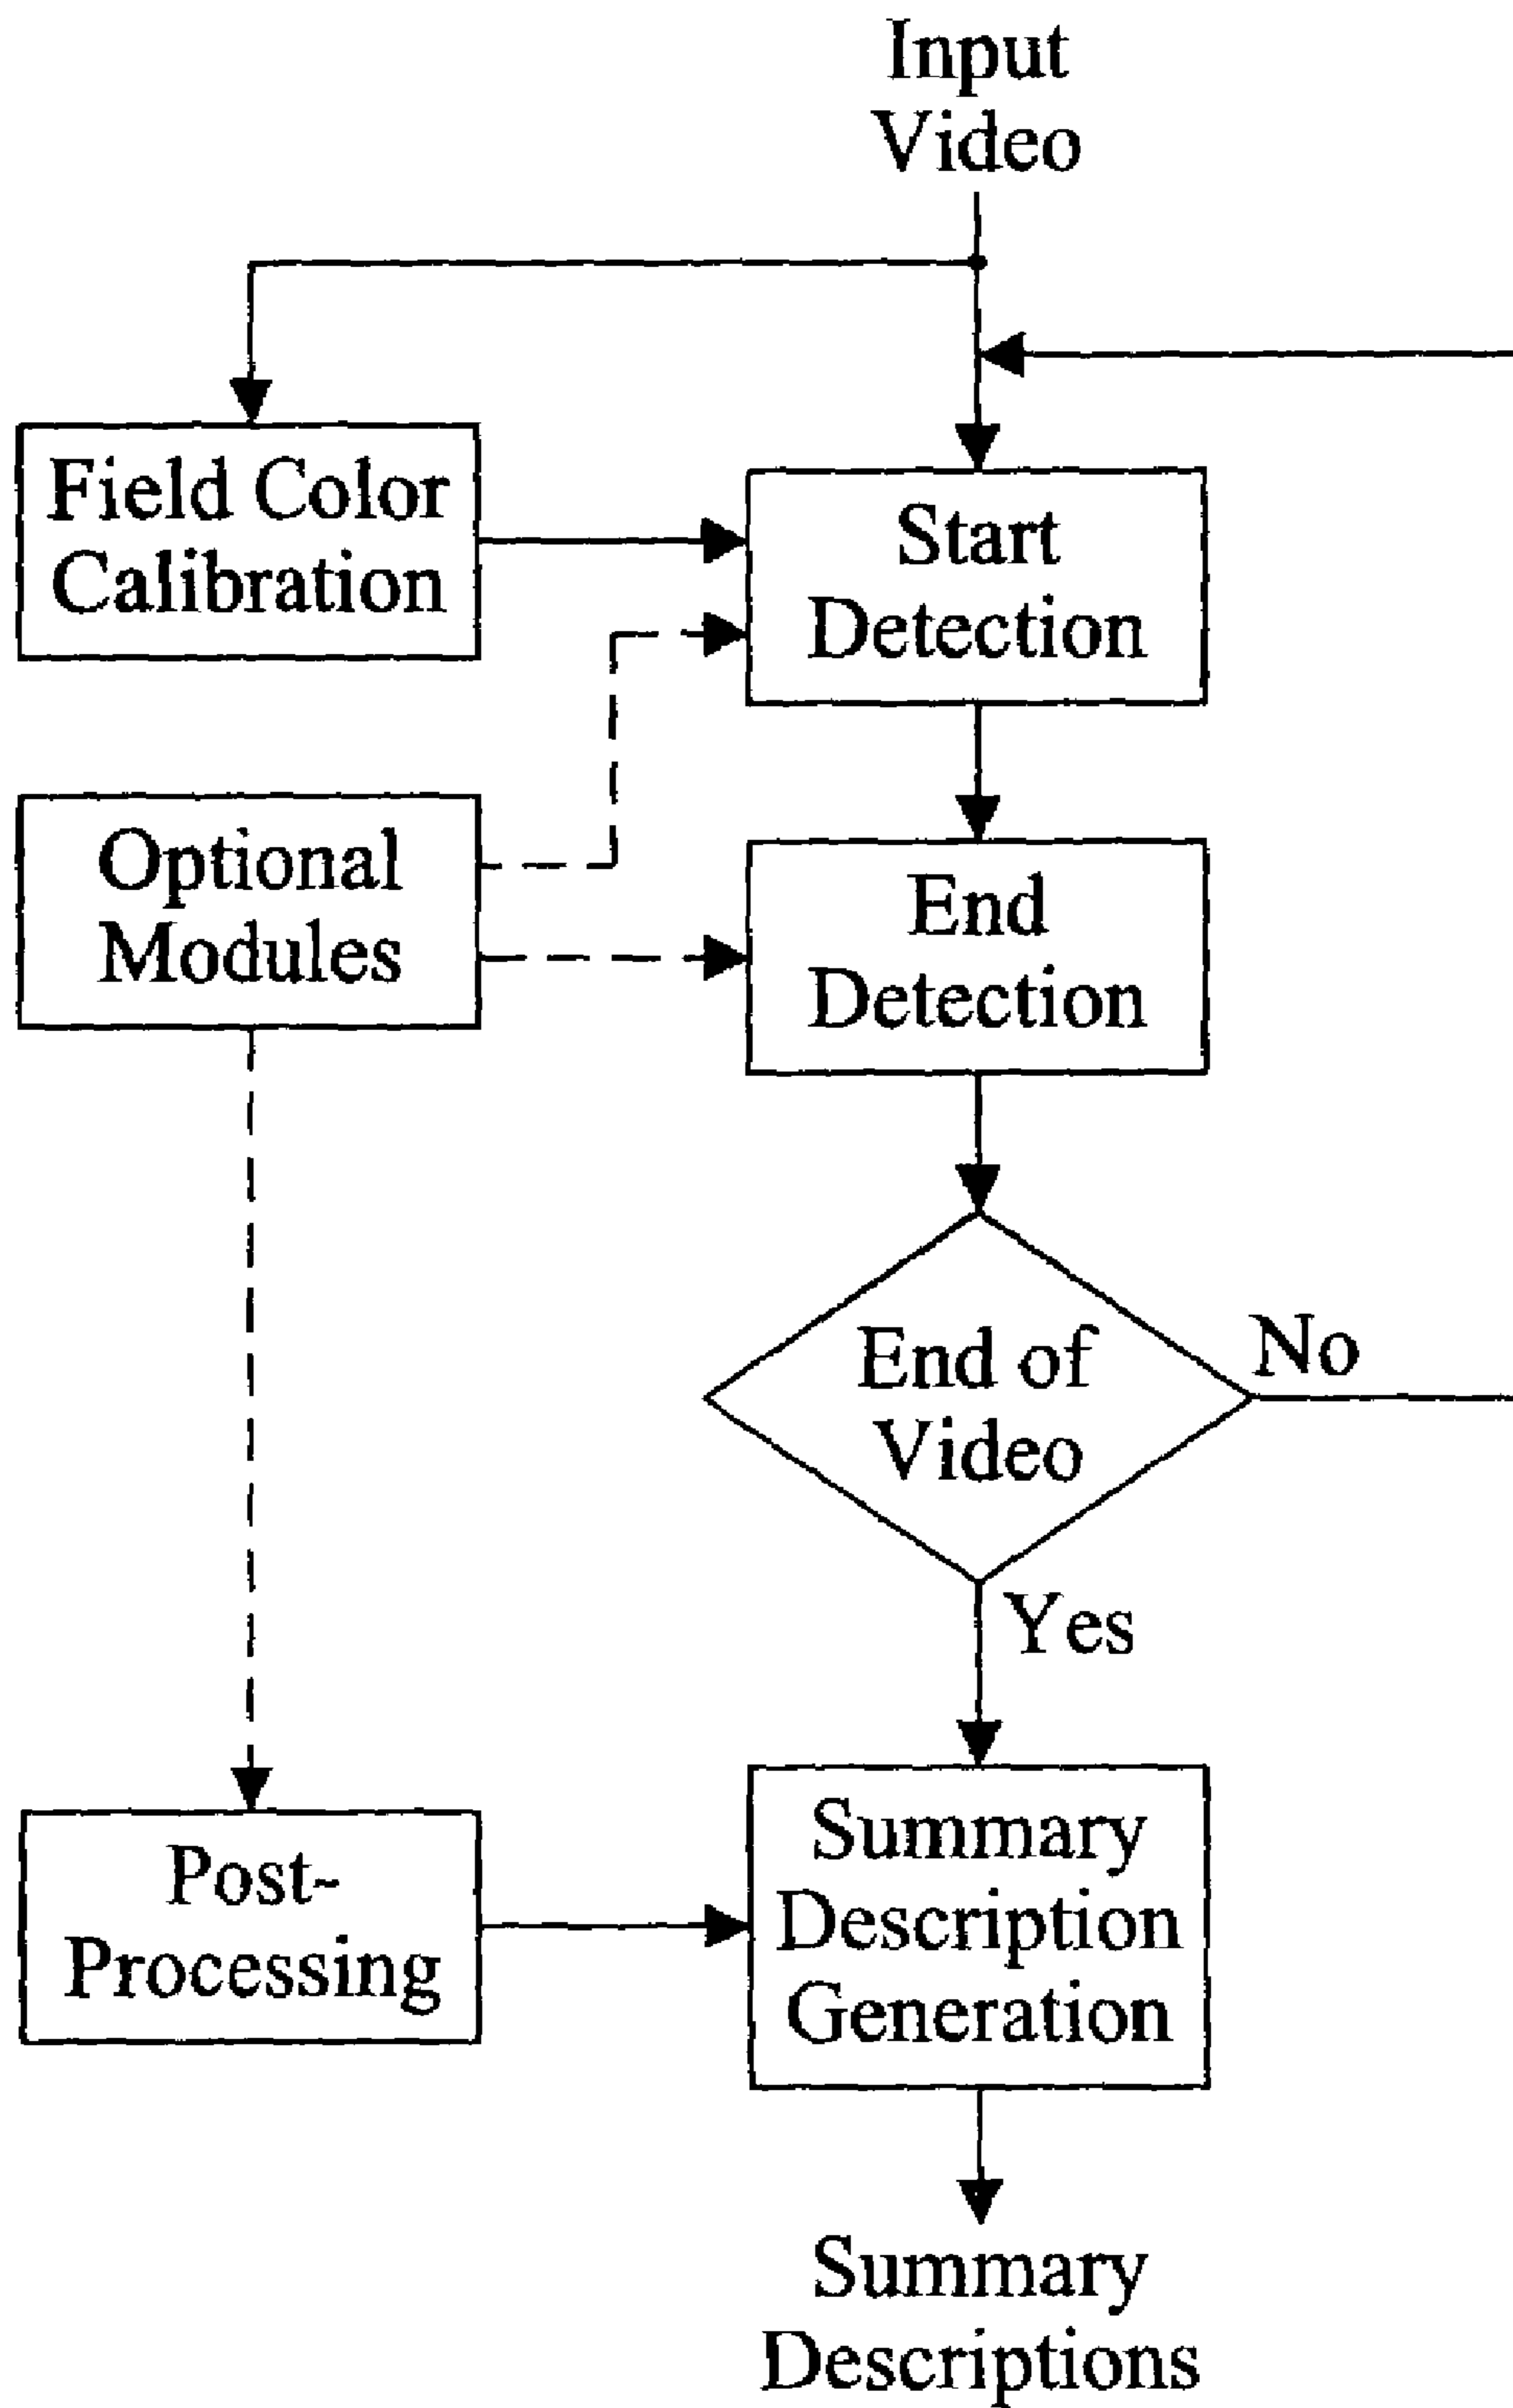 Input
Video
Field Color
Calibration
Start
Detection
Optional
Modules
End
Detection
End of
Video
No
Yes
Post-
Processing
Summary
Description
Generation
Summary
Descriptions